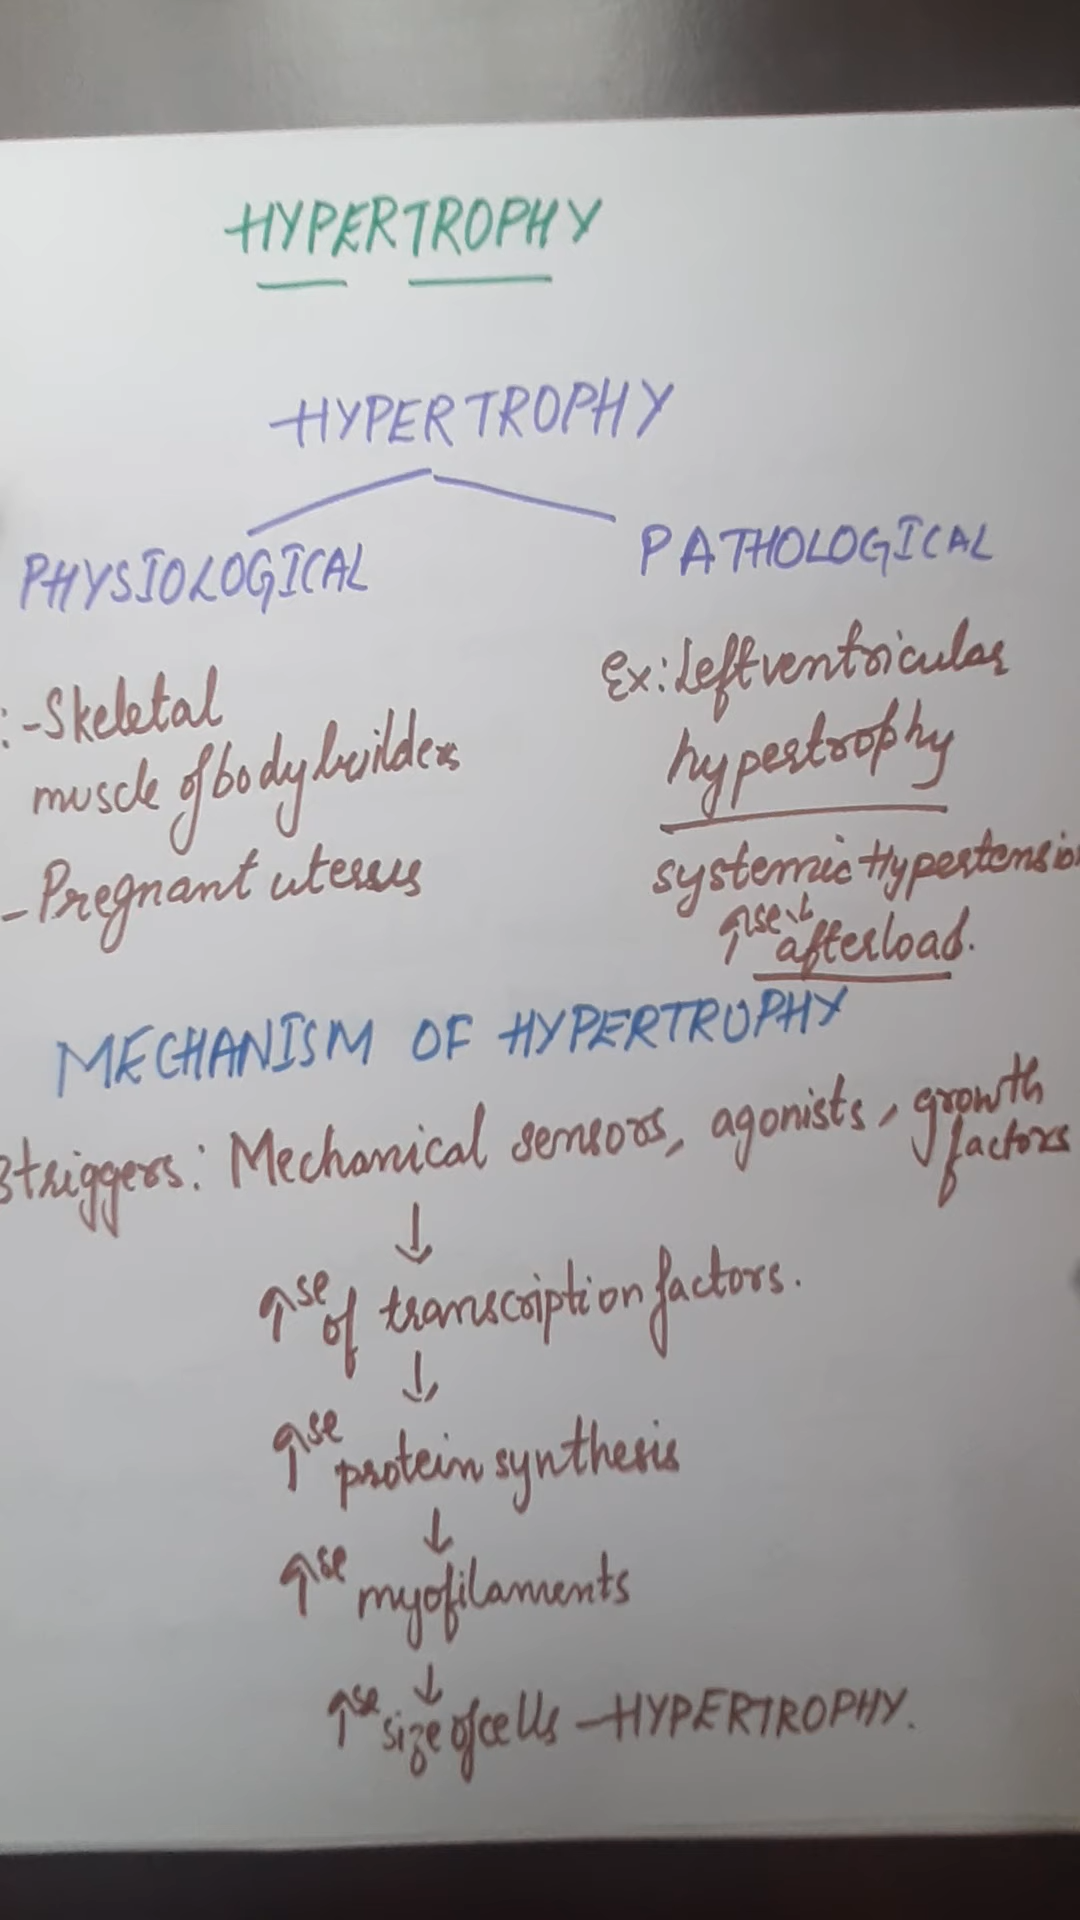 HYPERTROPHY
HYPERTROPHY
PHYSIOLOGICAL
PATHOLOGICAL
:-Skeletal
muscle of bodybuilders
-Pregnant uterus
Ex: Left ventricular
hypertrophy
systemic Hypertension
↑se ↓
afterload.
MECHANISM OF HYPERTROPHY
3 triggers: Mechanical sensors, agonists, growth
factors
↓
↑se of transcription factors.
↓
↑se protein synthesis
↓
↑se myofilaments
↓
↑se size of cells - HYPERTROPHY.